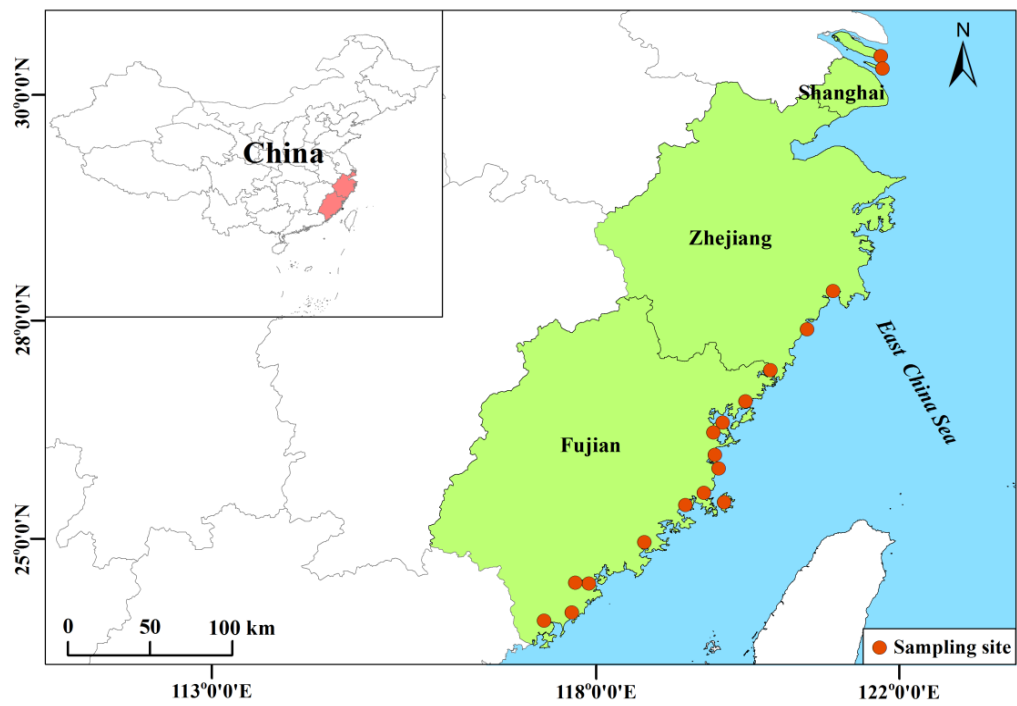 N
30°0'0"N
Shanghai
China
Zhejiang
28°0'0"N
East China Sea
Fujian
25°0'0"N
0 50 100 km
Sampling site
113°0'0"E 118°0'0"E 122°0'0"E